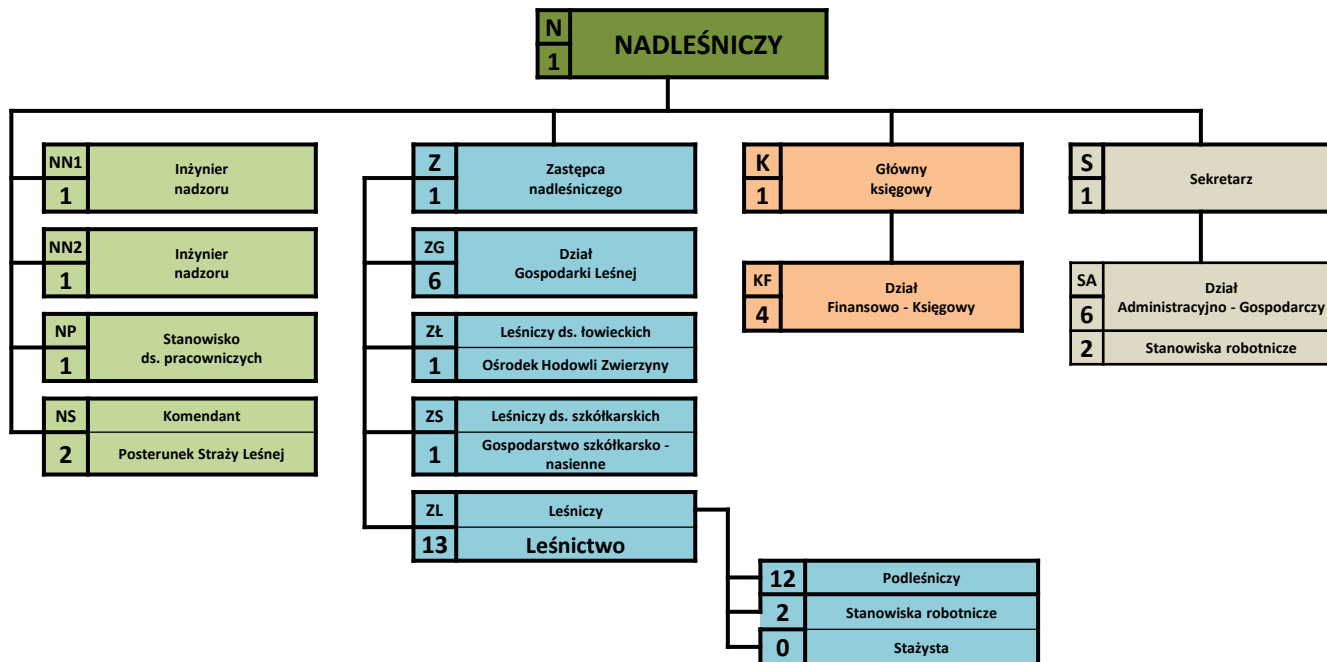 N
NADLEŚNICZY
1
NN1
Inżynier
nadzoru
1
NN2
Inżynier
nadzoru
1
NP
Stanowisko
ds. pracowniczych
1
NS
Komendant
2
Posterunek Straży Leśnej
Z
Zastępca
nadleśniczego
1
ZG
Dział
Gospodarki Leśnej
6
ZŁ
Leśniczy ds. łowieckich
1
Ośrodek Hodowli Zwierzyny
ZS
Leśniczy ds. szkółkarskich
1
Gospodarstwo szkółkarsko -
nasienne
ZL
Leśniczy
13
Leśnictwo
12
Podleśniczy
2
Stanowiska robotnicze
0
Stażysta
K
Główny
księgowy
1
KF
Dział
Finansowo - Księgowy
4
S
Sekretarz
1
SA
Dział
Administracyjno - Gospodarczy
6
2
Stanowiska robotnicze